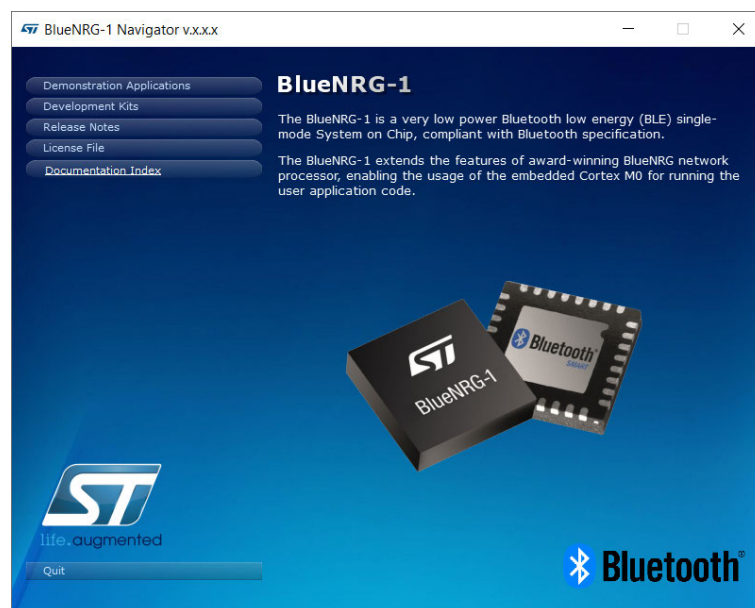 BlueNRG-1 Navigator v.x.x.x
Demonstration Applications
Development Kits
Release Notes
License File
Documentation Index
BlueNRG-1
The BlueNRG-1 is a very low power Bluetooth low energy (BLE) single-
mode System on Chip, compliant with Bluetooth specification.
The BlueNRG-1 extends the features of award-winning BlueNRG network
processor, enabling the usage of the embedded Cortex M0 for running the
user application code.
ST
BlueNRG-1
Bluetooth®
SMART
ST
life.augmented
Quit
Bluetooth®